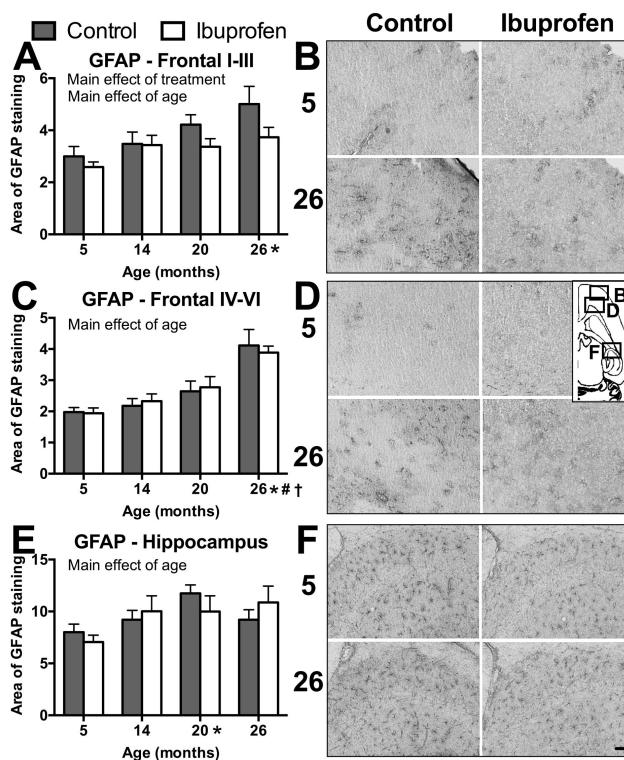 Control Ibuprofen
A
GFAP - Frontal I-III
Main effect of treatment
Main effect of age
Area of GFAP staining
6
4
2
0
5 14 20 26 *
Age (months)
B
Control Ibuprofen
5
26
C
GFAP - Frontal IV-VI
Main effect of age
Area of GFAP staining
5
4
3
2
1
0
5 14 20 26 * # †
Age (months)
D
5
26
B
D
F
E
GFAP - Hippocampus
Main effect of age
Area of GFAP staining
15
10
5
0
5 14 20 * 26
Age (months)
F
5
26